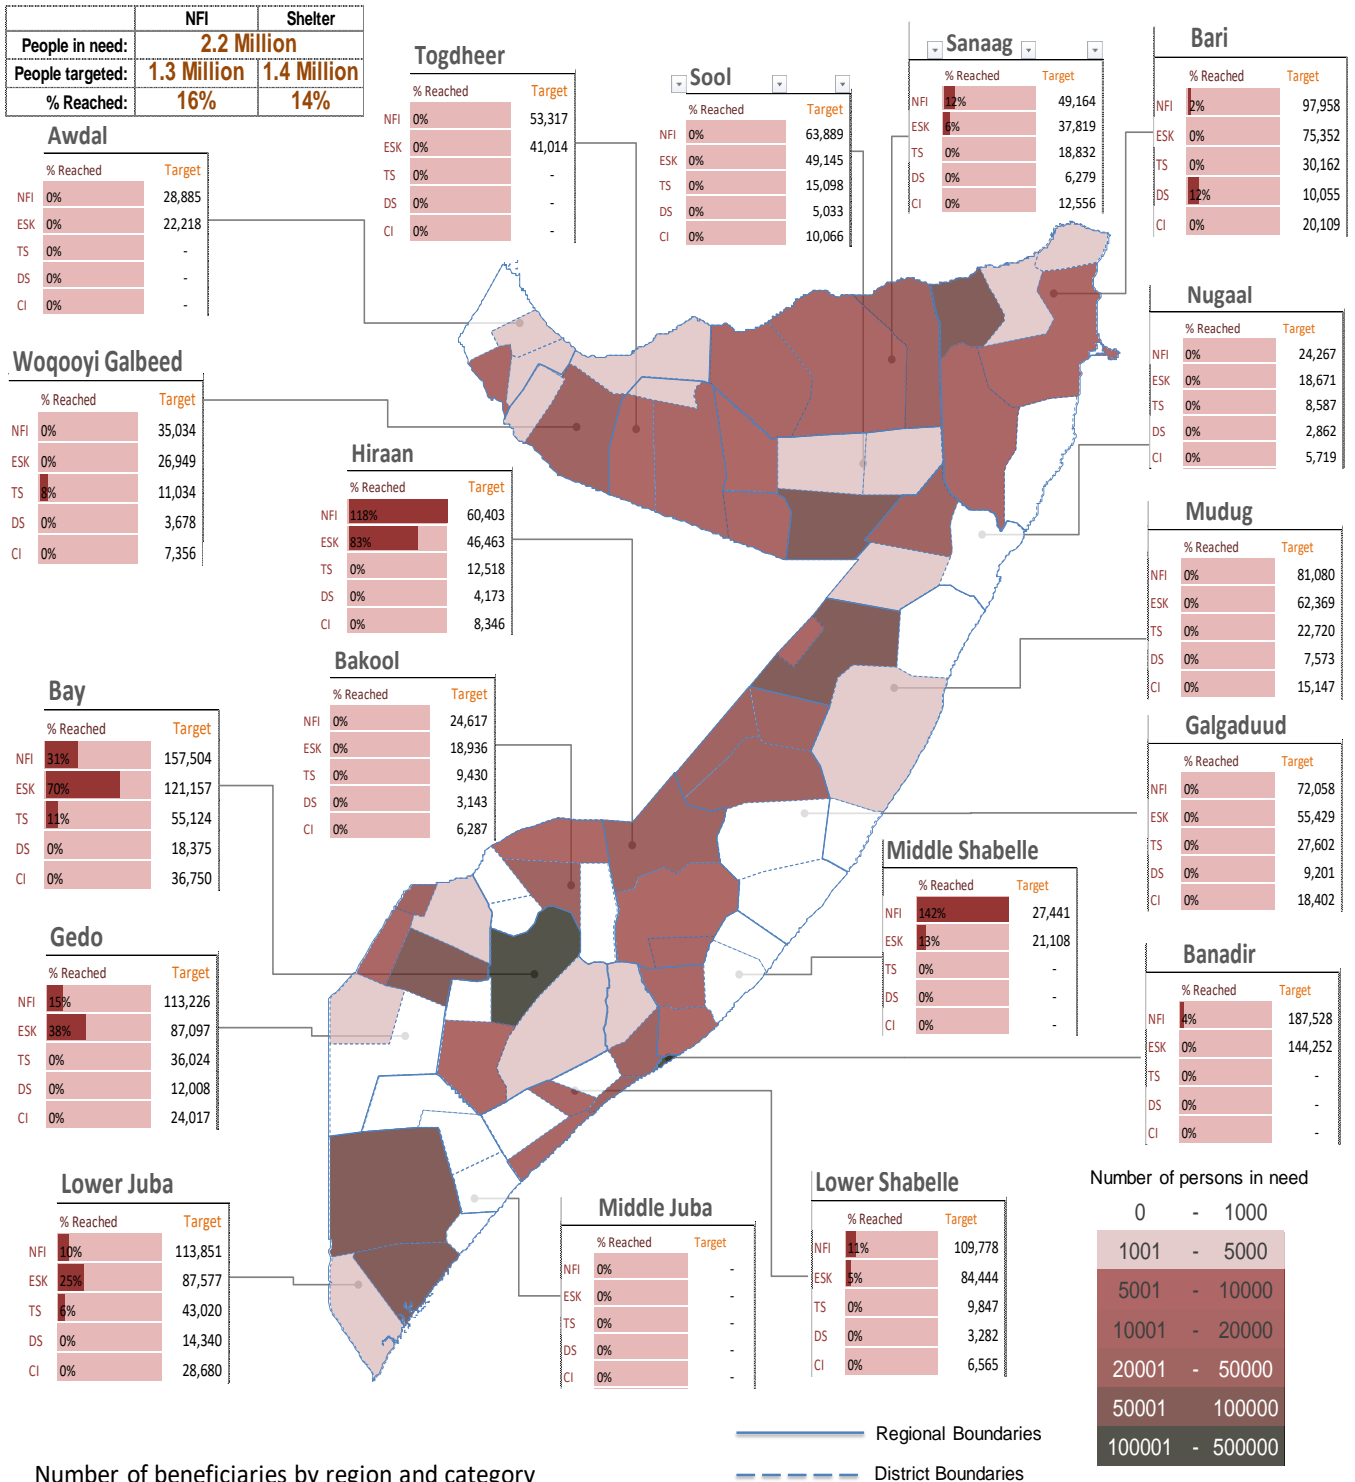 NFI Shelter
People in need: 2.2 Million
People targeted: 1.3 Million 1.4 Million
% Reached: 16% 14%
Togdheer
% Reached Target
NFI 0% 53,317
ESK 0% 41,014
TS 0% -
DS 0% -
CI 0% -
Sool
% Reached Target
NFI 0% 63,889
ESK 0% 49,145
TS 0% 15,098
DS 0% 5,033
CI 0% 10,066
Sanaag
% Reached Target
NFI 12% 49,164
ESK 6% 37,819
TS 0% 18,832
DS 0% 6,279
CI 0% 12,556
Bari
% Reached Target
NFI 2% 97,958
ESK 0% 75,352
TS 0% 30,162
DS 12% 10,055
CI 0% 20,109
Awdal
% Reached Target
NFI 0% 28,885
ESK 0% 22,218
TS 0% -
DS 0% -
CI 0% -
Nugaal
% Reached Target
NFI 0% 24,267
ESK 0% 18,671
TS 0% 8,587
DS 0% 2,862
CI 0% 5,719
Woqooyi Galbeed
% Reached Target
NFI 0% 35,034
ESK 0% 26,949
TS 8% 11,034
DS 0% 3,678
CI 0% 7,356
Hiraan
% Reached Target
NFI 118% 60,403
ESK 83% 46,463
TS 0% 12,518
DS 0% 4,173
CI 0% 8,346
Mudug
% Reached Target
NFI 0% 81,080
ESK 0% 62,369
TS 0% 22,720
DS 0% 7,573
CI 0% 15,147
Bakool
% Reached Target
NFI 0% 24,617
ESK 0% 18,936
TS 0% 9,430
DS 0% 3,143
CI 0% 6,287
Bay
% Reached Target
NFI 31% 157,504
ESK 70% 121,157
TS 11% 55,124
DS 0% 18,375
CI 0% 36,750
Galgaduud
% Reached Target
NFI 0% 72,058
ESK 0% 55,429
TS 0% 27,602
DS 0% 9,201
CI 0% 18,402
Middle Shabelle
% Reached Target
NFI 142% 27,441
ESK 13% 21,108
TS 0% -
DS 0% -
CI 0% -
Gedo
% Reached Target
NFI 15% 113,226
ESK 38% 87,097
TS 0% 36,024
DS 0% 12,008
CI 0% 24,017
Banadir
% Reached Target
NFI 4% 187,528
ESK 0% 144,252
TS 0% -
DS 0% -
CI 0% -
Lower Juba
% Reached Target
NFI 10% 113,851
ESK 25% 87,577
TS 6% 43,020
DS 0% 14,340
CI 0% 28,680
Middle Juba
% Reached Target
NFI 0% -
ESK 0% -
TS 0% -
DS 0% -
CI 0% -
Lower Shabelle
% Reached Target
NFI 11% 109,778
ESK 5% 84,444
TS 0% 9,847
DS 0% 3,282
CI 0% 6,565
Number of persons in need
0 - 1000
1001 - 5000
5001 - 10000
10001 - 20000
20001 - 50000
50001 100000
100001 - 500000
Regional Boundaries
District Boundaries
Number of beneficiaries by region and category